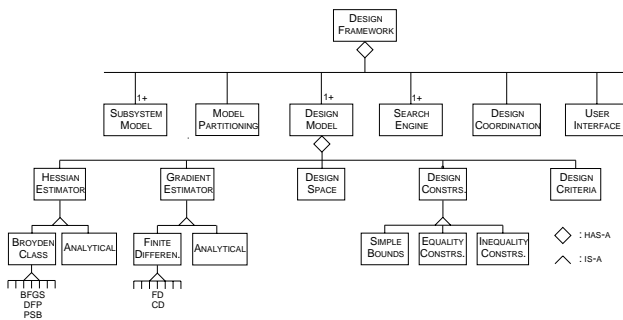 DESIGN
FRAMEWORK
1+
1+
1+
SUBSYSTEM
MODEL
MODEL
PARTITIONING
DESIGN
MODEL
SEARCH
ENGINE
DESIGN
COORDINATION
USER
INTERFACE
HESSIAN
ESTIMATOR
GRADIENT
ESTIMATOR
DESIGN
SPACE
DESIGN
CONSTRS.
DESIGN
CRITERIA
BROYDEN
CLASS
ANALYTICAL
FINITE
DIFFEREN.
ANALYTICAL
SIMPLE
BOUNDS
EQUALITY
CONSTRS.
INEQUALITY
CONSTRS.
: HAS-A
: IS-A
BFGS
DFP
PSB
FD
CD